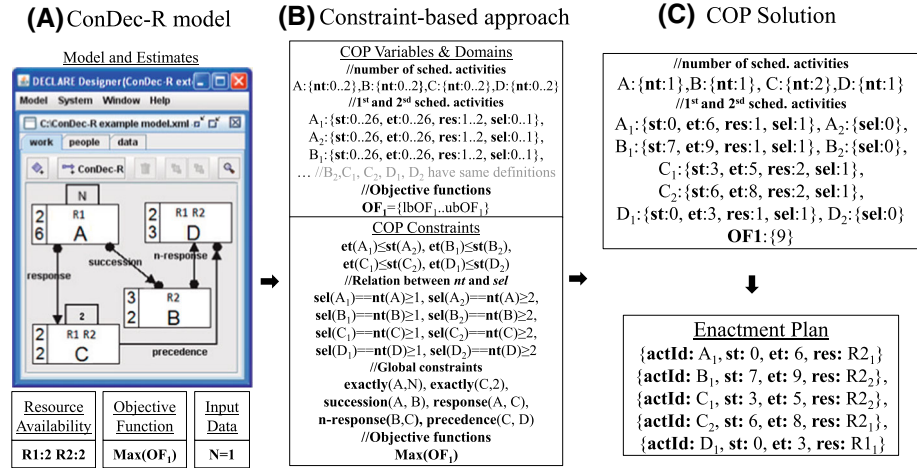 (A) ConDec-R model
Model and Estimates
DECLARE Designer(ConDec-R ext
Model System Window Help
C:\ConDec-R example model.xml
work people data
ConDec-R
N
2
6
R1
A
2
3
R1 R2
D
response
succession
n-response
3
2
R2
B
2
2
2
R1 R2
C
precedence
Resource Availability
R1:2 R2:2
Objective Function
Max(OF1)
Input Data
N=1
(B) Constraint-based approach
COP Variables & Domains
//number of sched. activities
A:{nt:0..2},B:{nt:0..2},C:{nt:0..2},D:{nt:0..2}
//1st and 2nd sched. activities
A1:{st:0..26, et:0..26, res:1..2, sel:0..1},
A2:{st:0..26, et:0..26, res:1..2, sel:0..1},
B1:{st:0..26, et:0..26, res:1..2, sel:0..1},
… //B2,C1, C2, D1, D2 have same definitions
//Objective functions
OF1={lbOF1..ubOF1}
COP Constraints
et(A1)≤st(A2), et(B1)≤st(B2),
et(C1)≤st(C2), et(D1)≤st(D2)
//Relation between nt and sel
sel(A1)==nt(A)≥1, sel(A2)==nt(A)≥2,
sel(B1)==nt(B)≥1, sel(B2)==nt(B)≥2,
sel(C1)==nt(C)≥1, sel(C2)==nt(C)≥2,
sel(D1)==nt(D)≥1, sel(D2)==nt(D)≥2
//Global constraints
exactly(A,N), exactly(C,2),
succession(A, B), response(A, C),
n-response(B,C), precedence(C, D)
//Objective functions
Max(OF1)
(C) COP Solution
//number of sched. activities
A:{nt:1},B:{nt:1}, C:{nt:2},D:{nt:1}
//1st and 2nd sched. activities
A1:{st:0, et:6, res:1, sel:1}, A2:{sel:0},
B1:{st:7, et:9, res:1, sel:1}, B2:{sel:0},
C1:{st:3, et:5, res:2, sel:1},
C2:{st:6, et:8, res:2, sel:1},
D1:{st:0, et:3, res:1, sel:1}, D2:{sel:0}
OF1:{9}
Enactment Plan
{actId: A1, st: 0, et: 6, res: R21}
{actId: B1, st: 7, et: 9, res: R22},
{actId: C1, st: 3, et: 5, res: R22},
{actId: C2, st: 6, et: 8, res: R21},
{actId: D1, st: 0, et: 3, res: R11}